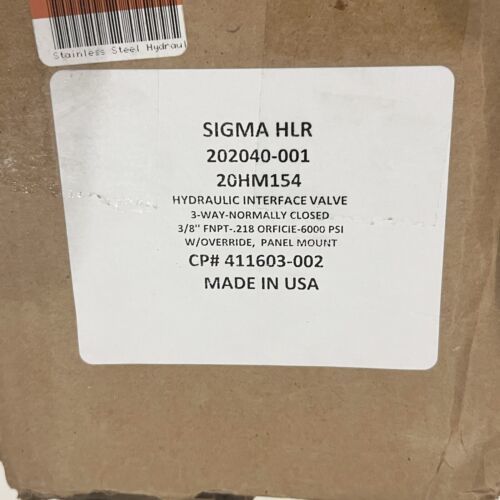 Stainless Steel Hydraul
SIGMA HLR
202040-001
20HM154
HYDRAULIC INTERFACE VALVE
3-WAY-NORMALLY CLOSED
3/8" FNPT-.218 ORFICIE-6000 PSI
W/OVERRIDE, PANEL MOUNT
CP# 411603-002
MADE IN USA